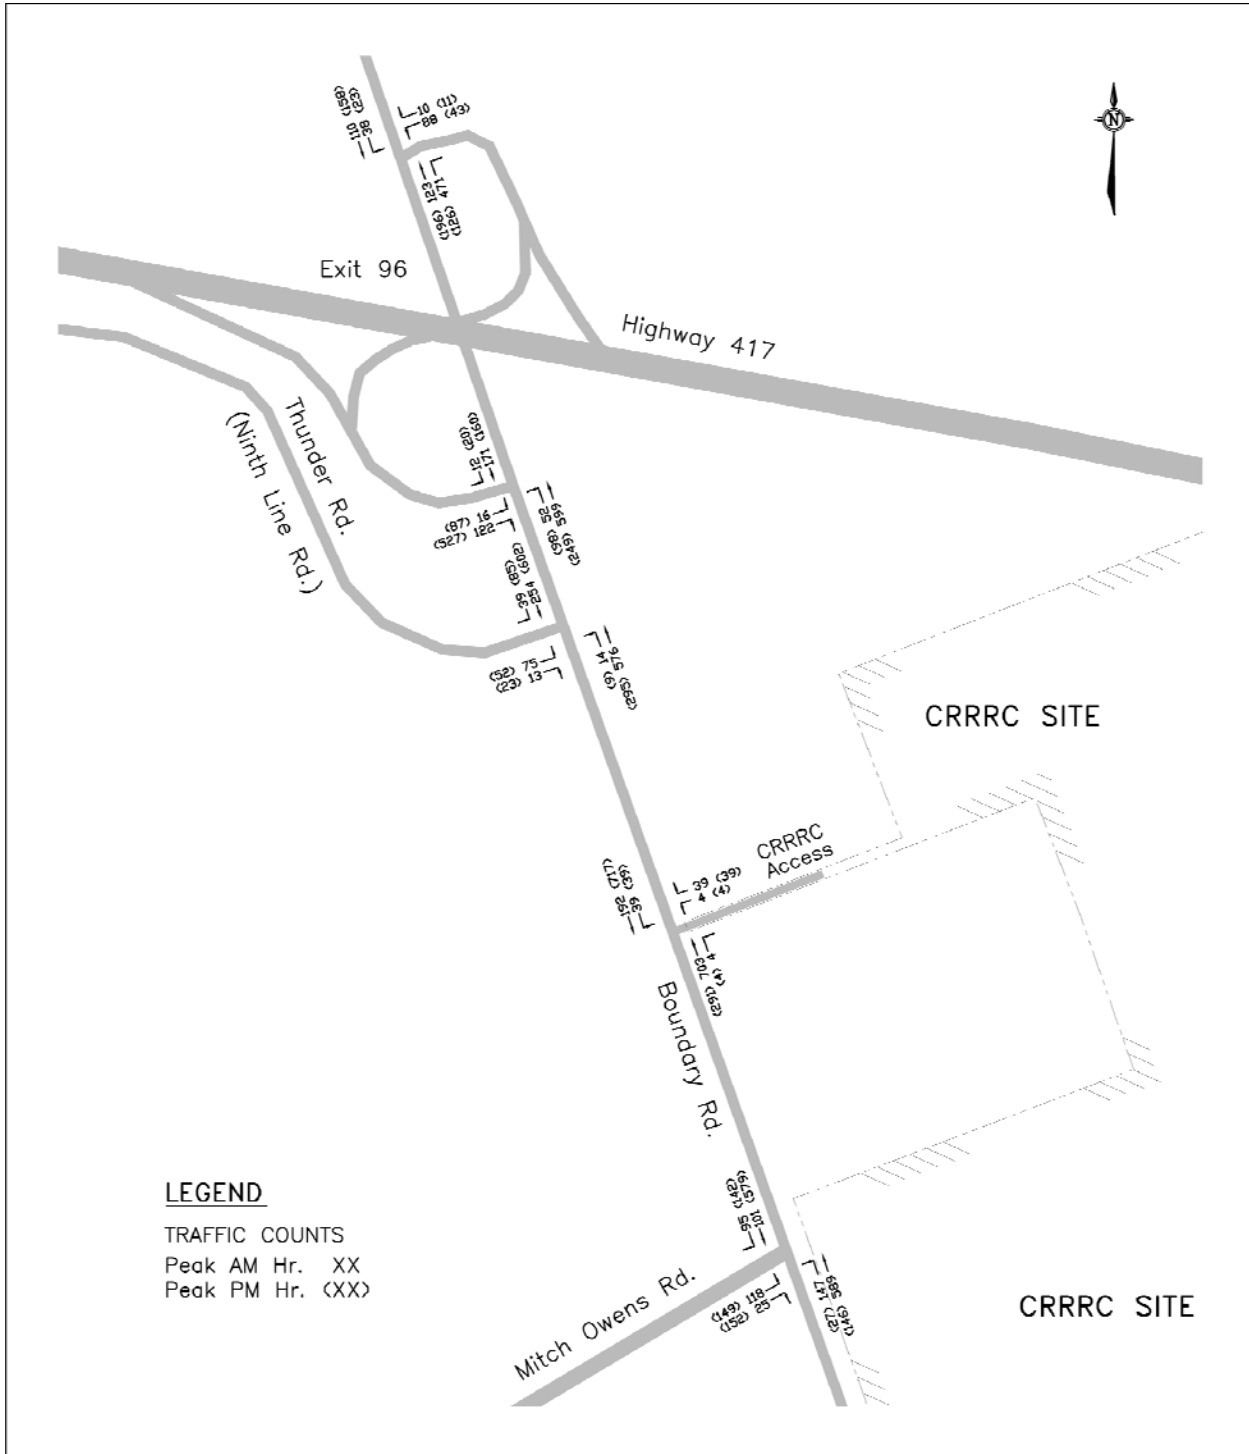 10 (11)
88 (43)
38 (23)
110 (158)
N
(126) 471
(196) 123
Exit 96
Highway 417
171 (160)
12 (20)
Thunder Rd.
(Ninth Line Rd.)
(87) 16
(527) 122
(249) 599
(98) 52
254 (602)
39 (85)
(295) 576
(9) 14
(52) 75
(23) 13
CRRRC SITE
CRRRC
Access
39 (39)
4 (4)
39 (39)
192 (717)
(4) 4
(291) 703
Boundary Rd.
LEGEND
TRAFFIC COUNTS
Peak AM Hr. XX
Peak PM Hr. (XX)
101 (579)
95 (142)
(146) 589
(27) 147
(149) 118
(152) 25
Mitch Owens Rd.
CRRRC SITE